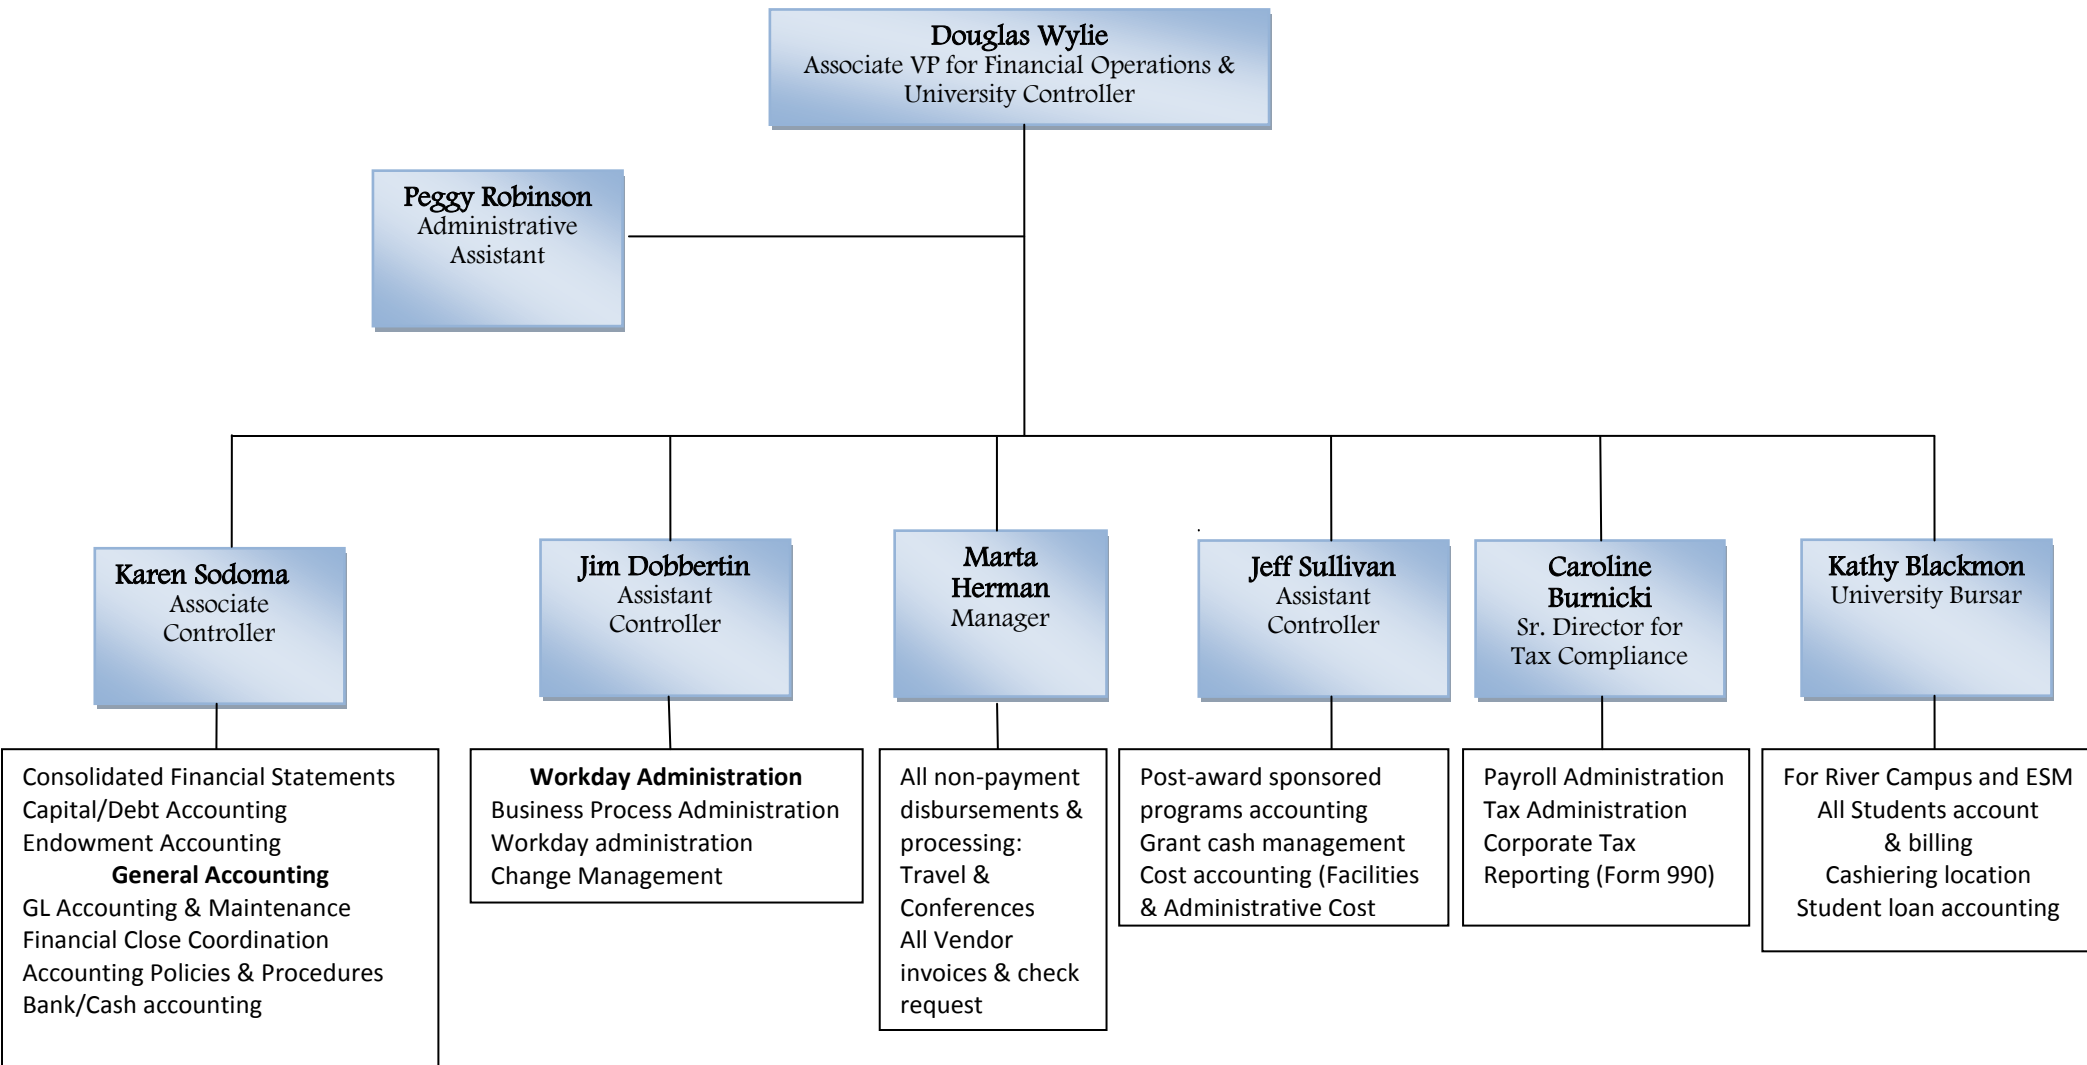 Douglas Wylie
Associate VP for Financial Operations &
University Controller
Peggy Robinson
Administrative
Assistant
Karen Sodoma
Associate
Controller
Jim Dobbertin
Assistant
Controller
Marta
Herman
Manager
Jeff Sullivan
Assistant
Controller
Caroline
Burnicki
Sr. Director for
Tax Compliance
Kathy Blackmon
University Bursar
Consolidated Financial Statements
Capital/Debt Accounting
Endowment Accounting
General Accounting
GL Accounting & Maintenance
Financial Close Coordination
Accounting Policies & Procedures
Bank/Cash accounting
Workday Administration
Business Process Administration
Workday administration
Change Management
All non-payment
disbursements &
processing:
Travel &
Conferences
All Vendor
invoices & check
request
Post-award sponsored
programs accounting
Grant cash management
Cost accounting (Facilities
& Administrative Cost
Payroll Administration
Tax Administration
Corporate Tax
Reporting (Form 990)
For River Campus and ESM
All Students account
& billing
Cashiering location
Student loan accounting